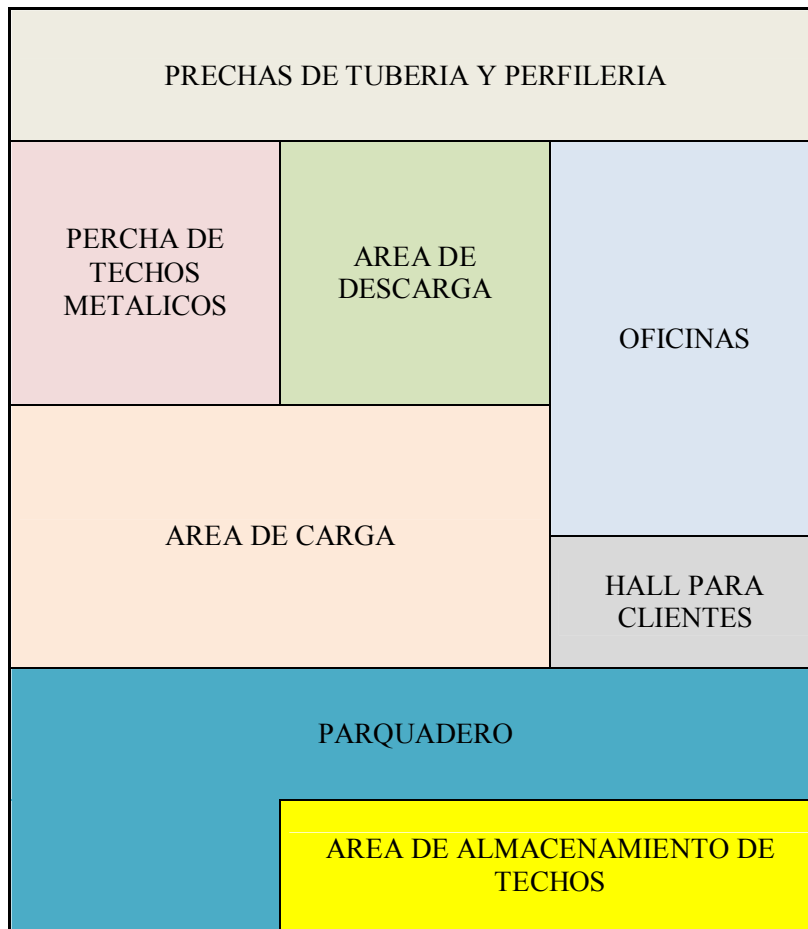 PRECHAS DE TUBERIA Y PERFILERIA
PERCHA DE
TECHOS
METALICOS
AREA DE
DESCARGA
OFICINAS
AREA DE CARGA
HALL PARA
CLIENTES
PARQUADERO
AREA DE ALMACENAMIENTO DE
TECHOS